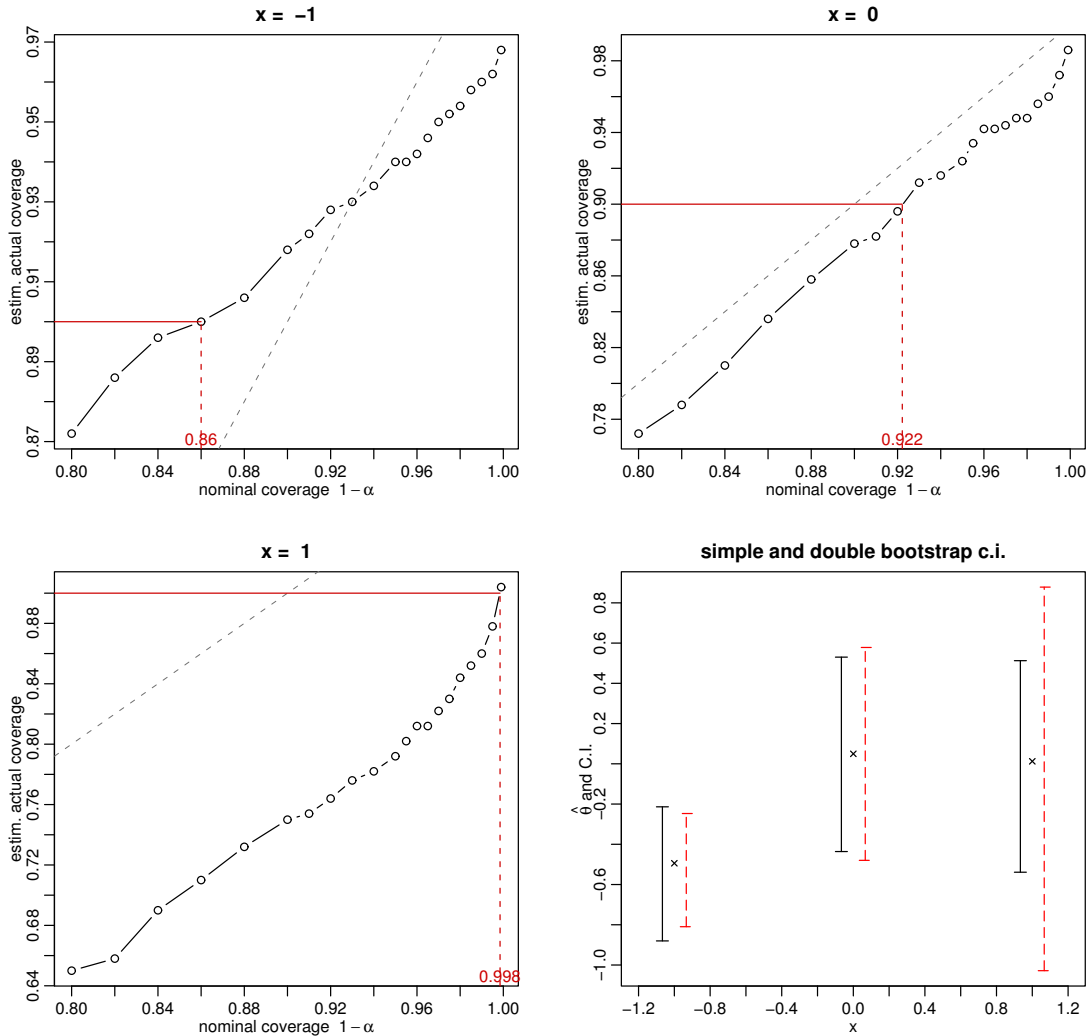 x = −1
0.97
0.95
0.93
0.91
0.89
0.87
estim. actual coverage
0.86
0.80 0.84 0.88 0.92 0.96 1.00
nominal coverage 1−α
x = 0
0.98
0.94
0.90
0.86
0.82
0.78
estim. actual coverage
0.922
0.80 0.84 0.88 0.92 0.96 1.00
nominal coverage 1−α
x = 1
0.88
0.84
0.80
0.76
0.72
0.68
0.64
estim. actual coverage
0.998
0.80 0.84 0.88 0.92 0.96 1.00
nominal coverage 1−α
simple and double bootstrap c.i.
0.8
0.4
0.2
−0.2
−0.6
−1.0
θ̂ and C.I.
−1.2 −0.8 −0.4 0.0 0.4 0.8 1.2
x